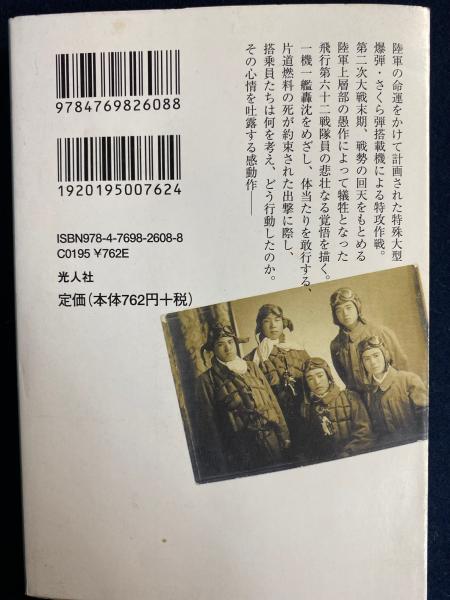 陸軍の命運をかけて計画された特殊大型
爆弾・さくら弾搭載機による特攻作戦。
第二次大戦末期、戦勢の回天をもとめる
陸軍上層部の愚作によって犠牲となった
飛行第六十二戦隊員の悲壮なる覚悟を描く。
一機一艦轟沈をめざし、体当たりを敢行する、
片道燃料の死が約束された出撃に際し、
搭乗員たちは何を考え、どう行動したのか。
その心情を吐露する感動作──
9784769826088
1920195007624
ISBN978-4-7698-2608-8
C0195 ¥762E
光人社
定価(本体762円+税)